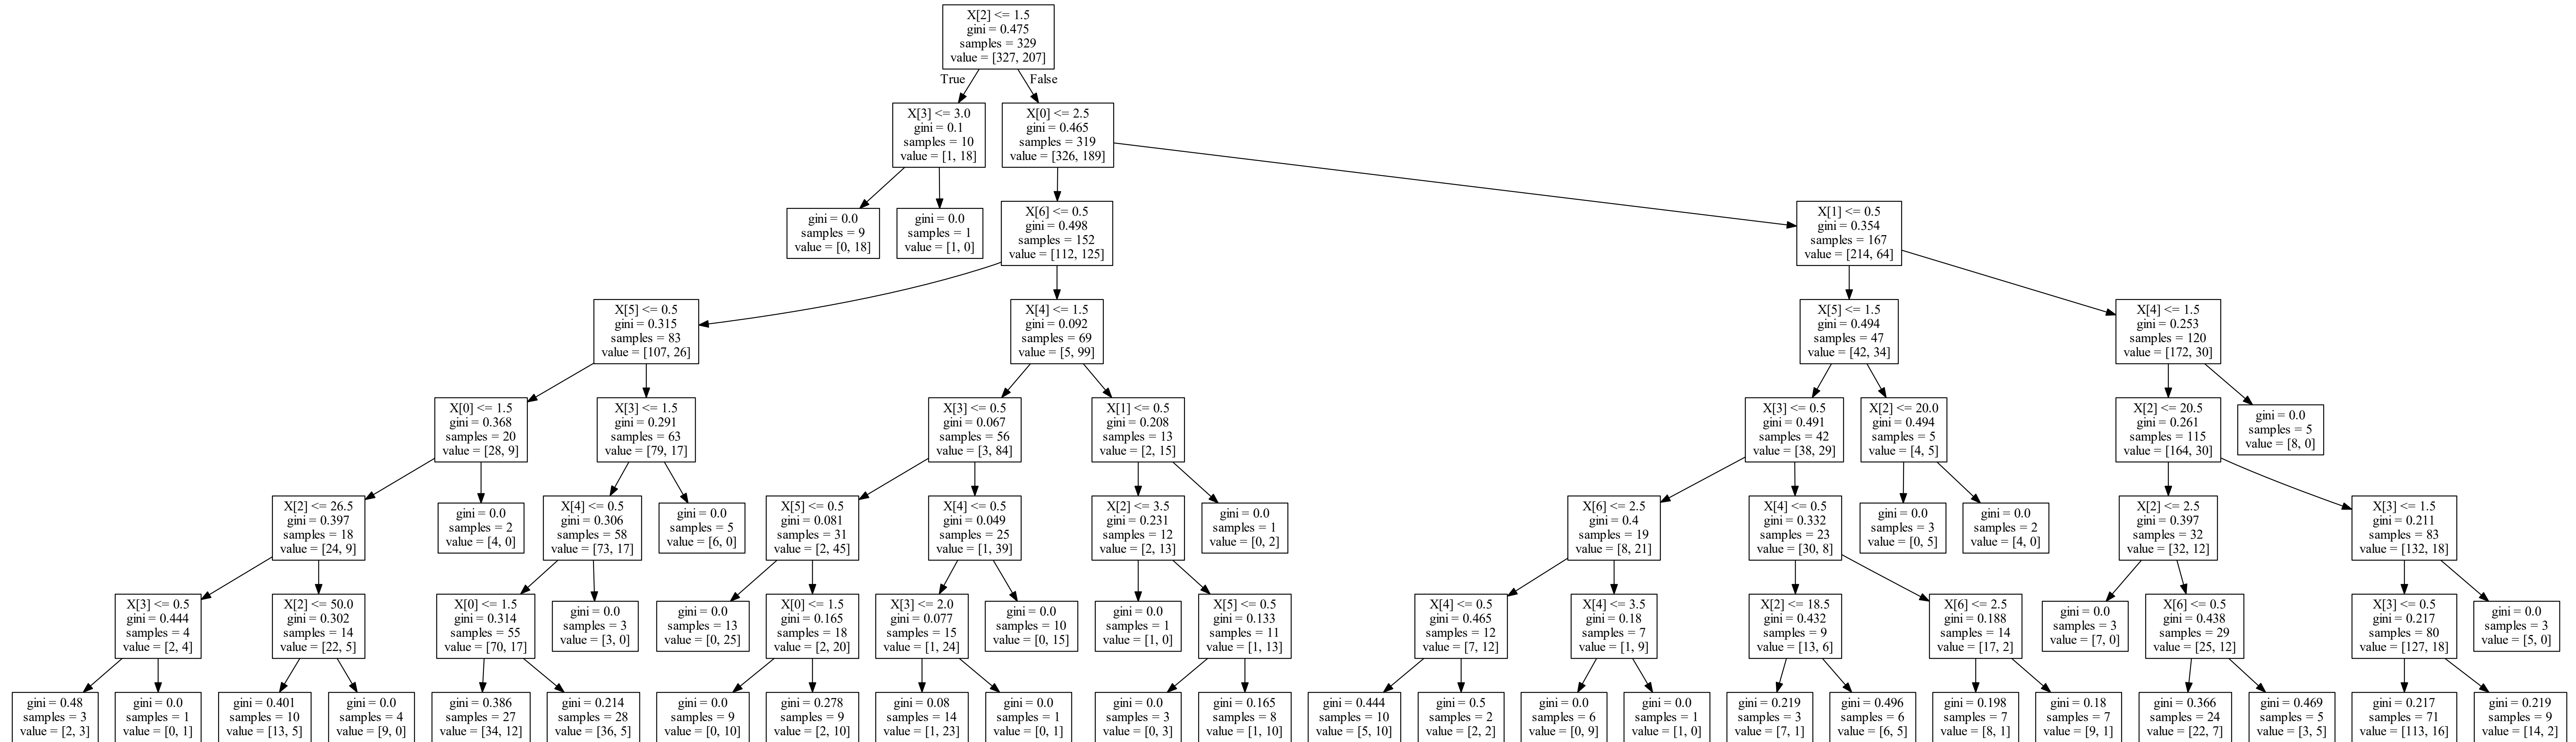 X[2] <= 1.5
gini = 0.475
samples = 329
value = [327, 207]
True
False
X[3] <= 3.0
gini = 0.1
samples = 10
value = [1, 18]
X[0] <= 2.5
gini = 0.465
samples = 319
value = [326, 189]
gini = 0.0
samples = 9
value = [0, 18]
gini = 0.0
samples = 1
value = [1, 0]
X[6] <= 0.5
gini = 0.498
samples = 152
value = [112, 125]
X[1] <= 0.5
gini = 0.354
samples = 167
value = [214, 64]
X[5] <= 0.5
gini = 0.315
samples = 83
value = [107, 26]
X[4] <= 1.5
gini = 0.092
samples = 69
value = [5, 99]
X[5] <= 1.5
gini = 0.494
samples = 47
value = [42, 34]
X[4] <= 1.5
gini = 0.253
samples = 120
value = [172, 30]
X[0] <= 1.5
gini = 0.368
samples = 20
value = [28, 9]
X[3] <= 1.5
gini = 0.291
samples = 63
value = [79, 17]
X[3] <= 0.5
gini = 0.067
samples = 56
value = [3, 84]
X[1] <= 0.5
gini = 0.208
samples = 13
value = [2, 15]
X[3] <= 0.5
gini = 0.491
samples = 42
value = [38, 29]
X[2] <= 20.0
gini = 0.494
samples = 5
value = [4, 5]
X[2] <= 20.5
gini = 0.261
samples = 115
value = [164, 30]
gini = 0.0
samples = 5
value = [8, 0]
X[2] <= 26.5
gini = 0.397
samples = 18
value = [24, 9]
gini = 0.0
samples = 2
value = [4, 0]
X[4] <= 0.5
gini = 0.306
samples = 58
value = [73, 17]
gini = 0.0
samples = 5
value = [6, 0]
X[5] <= 0.5
gini = 0.081
samples = 31
value = [2, 45]
X[4] <= 0.5
gini = 0.049
samples = 25
value = [1, 39]
X[2] <= 3.5
gini = 0.231
samples = 12
value = [2, 13]
gini = 0.0
samples = 1
value = [0, 2]
X[6] <= 2.5
gini = 0.4
samples = 19
value = [8, 21]
X[4] <= 0.5
gini = 0.332
samples = 23
value = [30, 8]
gini = 0.0
samples = 3
value = [0, 5]
gini = 0.0
samples = 2
value = [4, 0]
X[2] <= 2.5
gini = 0.397
samples = 32
value = [32, 12]
X[3] <= 1.5
gini = 0.211
samples = 83
value = [132, 18]
X[3] <= 0.5
gini = 0.444
samples = 4
value = [2, 4]
X[2] <= 50.0
gini = 0.302
samples = 14
value = [22, 5]
X[0] <= 1.5
gini = 0.314
samples = 55
value = [70, 17]
gini = 0.0
samples = 3
value = [3, 0]
gini = 0.0
samples = 13
value = [0, 25]
X[0] <= 1.5
gini = 0.165
samples = 18
value = [2, 20]
X[3] <= 2.0
gini = 0.077
samples = 15
value = [1, 24]
gini = 0.0
samples = 10
value = [0, 15]
gini = 0.0
samples = 1
value = [1, 0]
X[5] <= 0.5
gini = 0.133
samples = 11
value = [1, 13]
X[4] <= 0.5
gini = 0.465
samples = 12
value = [7, 12]
X[4] <= 3.5
gini = 0.18
samples = 7
value = [1, 9]
X[2] <= 18.5
gini = 0.432
samples = 9
value = [13, 6]
X[6] <= 2.5
gini = 0.188
samples = 14
value = [17, 2]
gini = 0.0
samples = 3
value = [7, 0]
X[6] <= 0.5
gini = 0.438
samples = 29
value = [25, 12]
X[3] <= 0.5
gini = 0.217
samples = 80
value = [127, 18]
gini = 0.0
samples = 3
value = [5, 0]
gini = 0.48
samples = 3
value = [2, 3]
gini = 0.0
samples = 1
value = [0, 1]
gini = 0.401
samples = 10
value = [13, 5]
gini = 0.0
samples = 4
value = [9, 0]
gini = 0.386
samples = 27
value = [34, 12]
gini = 0.214
samples = 28
value = [36, 5]
gini = 0.0
samples = 9
value = [0, 10]
gini = 0.278
samples = 9
value = [2, 10]
gini = 0.08
samples = 14
value = [1, 23]
gini = 0.0
samples = 1
value = [0, 1]
gini = 0.0
samples = 3
value = [0, 3]
gini = 0.165
samples = 8
value = [1, 10]
gini = 0.444
samples = 10
value = [5, 10]
gini = 0.5
samples = 2
value = [2, 2]
gini = 0.0
samples = 6
value = [0, 9]
gini = 0.0
samples = 1
value = [1, 0]
gini = 0.219
samples = 3
value = [7, 1]
gini = 0.496
samples = 6
value = [6, 5]
gini = 0.198
samples = 7
value = [8, 1]
gini = 0.18
samples = 7
value = [9, 1]
gini = 0.366
samples = 24
value = [22, 7]
gini = 0.469
samples = 5
value = [3, 5]
gini = 0.217
samples = 71
value = [113, 16]
gini = 0.219
samples = 9
value = [14, 2]